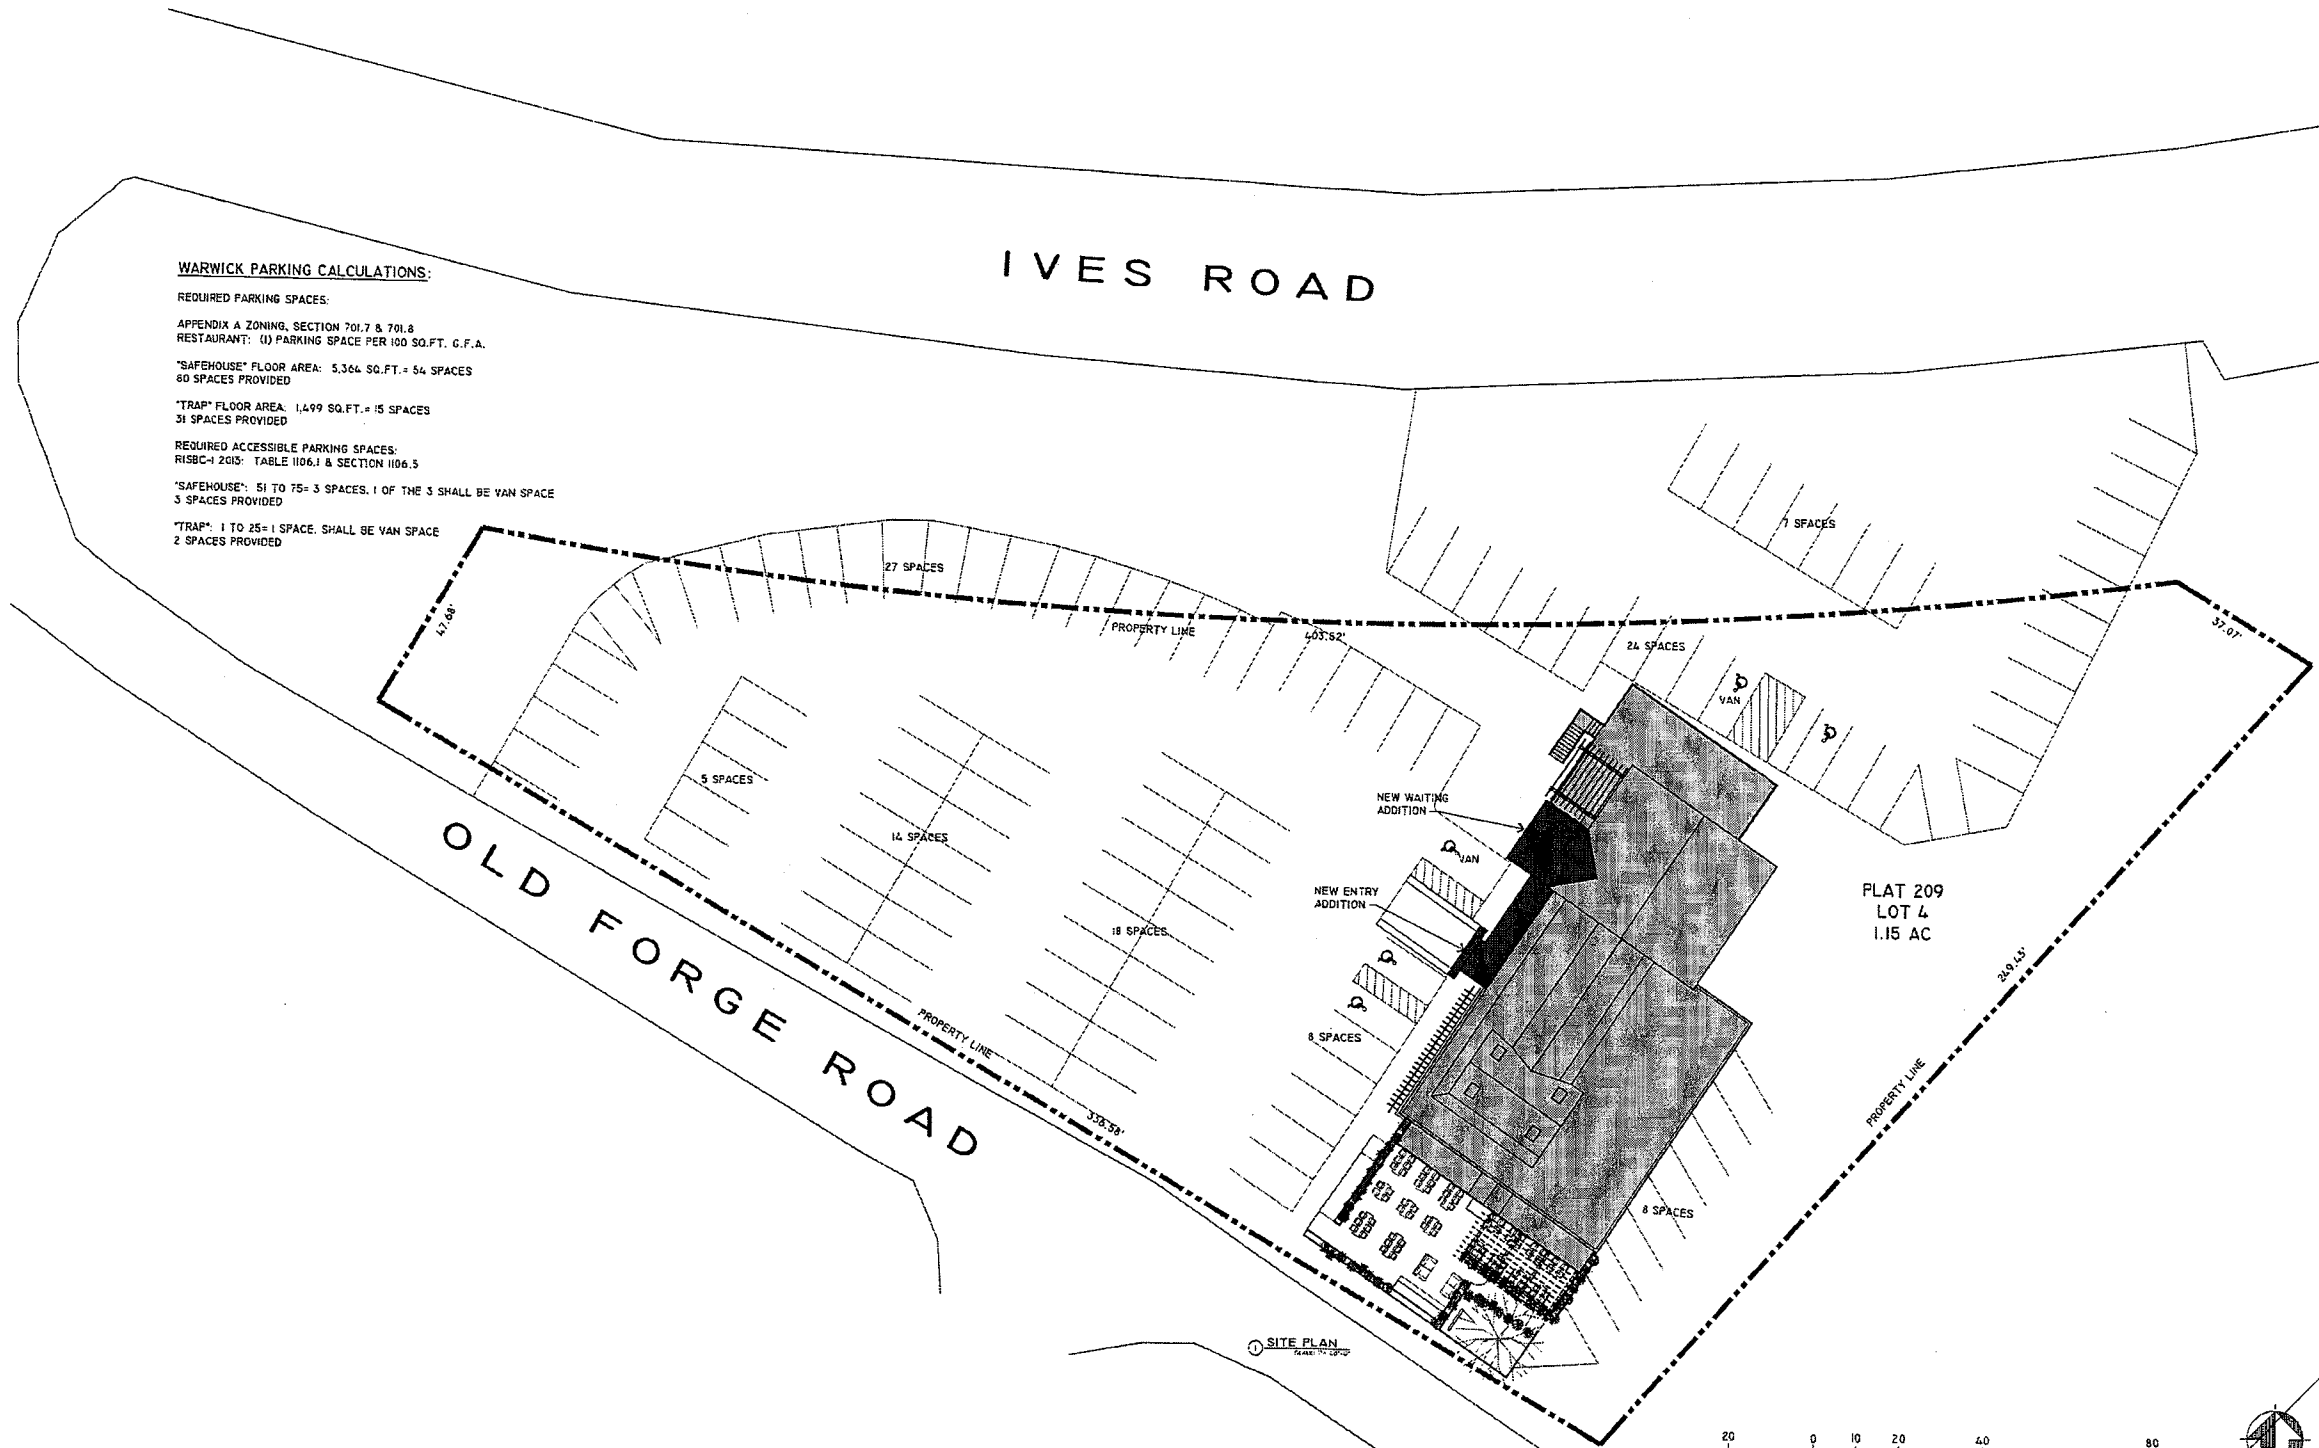 IVES ROAD
WARWICK PARKING CALCULATIONS:
REQUIRED PARKING SPACES:
APPENDIX A ZONING, SECTION 701.7 & 701.8
RESTAURANT: (1) PARKING SPACE PER 100 SQ.FT. G.F.A.
"SAFEHOUSE" FLOOR AREA: 5,364 SQ.FT.= 54 SPACES
80 SPACES PROVIDED
"TRAP" FLOOR AREA: 1,499 SQ.FT.= 15 SPACES
31 SPACES PROVIDED
REQUIRED ACCESSIBLE PARKING SPACES:
RISBC-1 2013: TABLE 1106.1 & SECTION 1106.5
"SAFEHOUSE": 51 TO 75= 3 SPACES, 1 OF THE 3 SHALL BE VAN SPACE
3 SPACES PROVIDED
"TRAP": 1 TO 25= 1 SPACE, SHALL BE VAN SPACE
2 SPACES PROVIDED
7 SPACES
27 SPACES
47.68'
PROPERTY LINE
403.52'
37.07'
24 SPACES
VAN
5 SPACES
NEW WAITING
ADDITION
14 SPACES
VAN
NEW ENTRY
ADDITION
PLAT 209
LOT 4
1.15 AC
18 SPACES
OLD FORGE ROAD
249.45'
PROPERTY LINE
8 SPACES
PROPERTY LINE
336.58'
8 SPACES
1 SITE PLAN
20 0 10 20 40 80